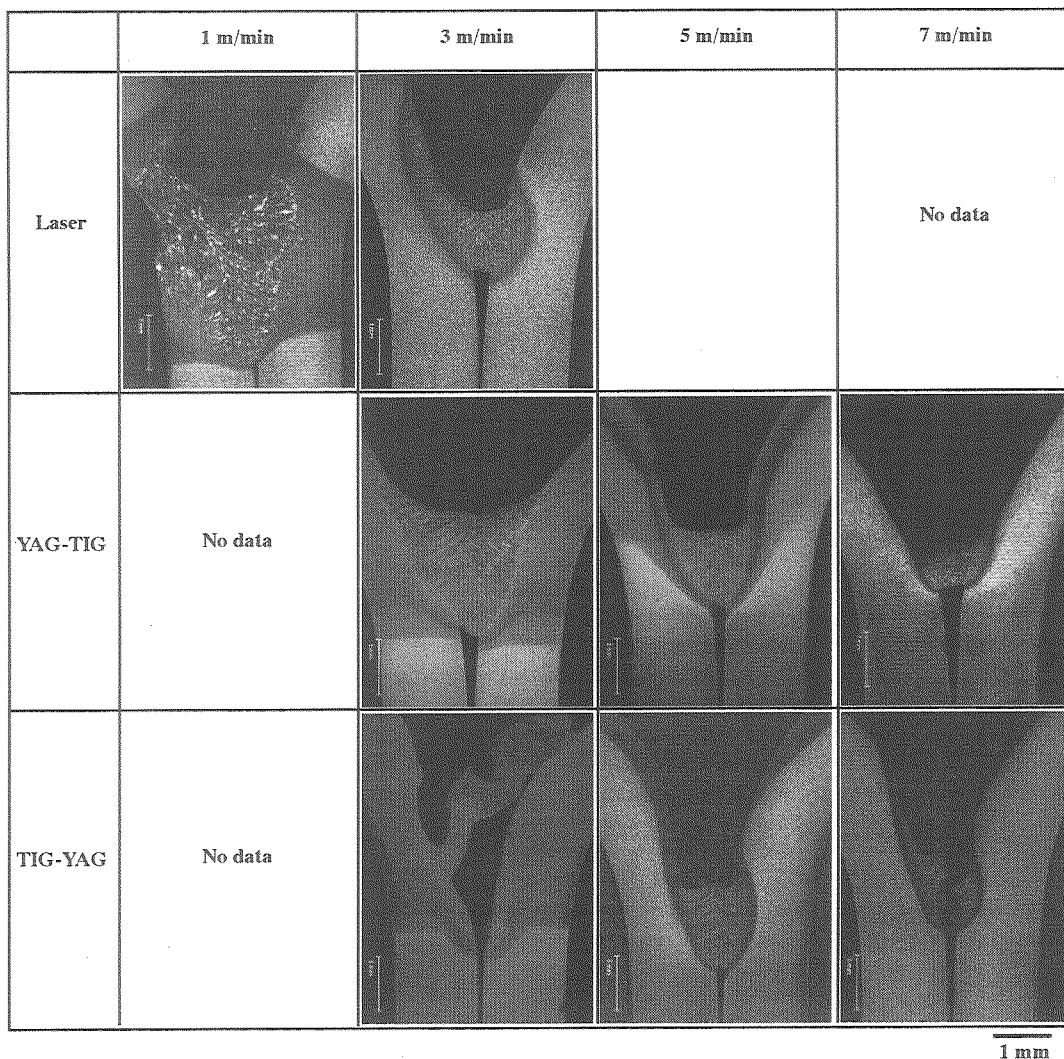 1 m/min 3 m/min 5 m/min 7 m/min
Laser No data
YAG-TIG No data
TIG-YAG No data
1 mm